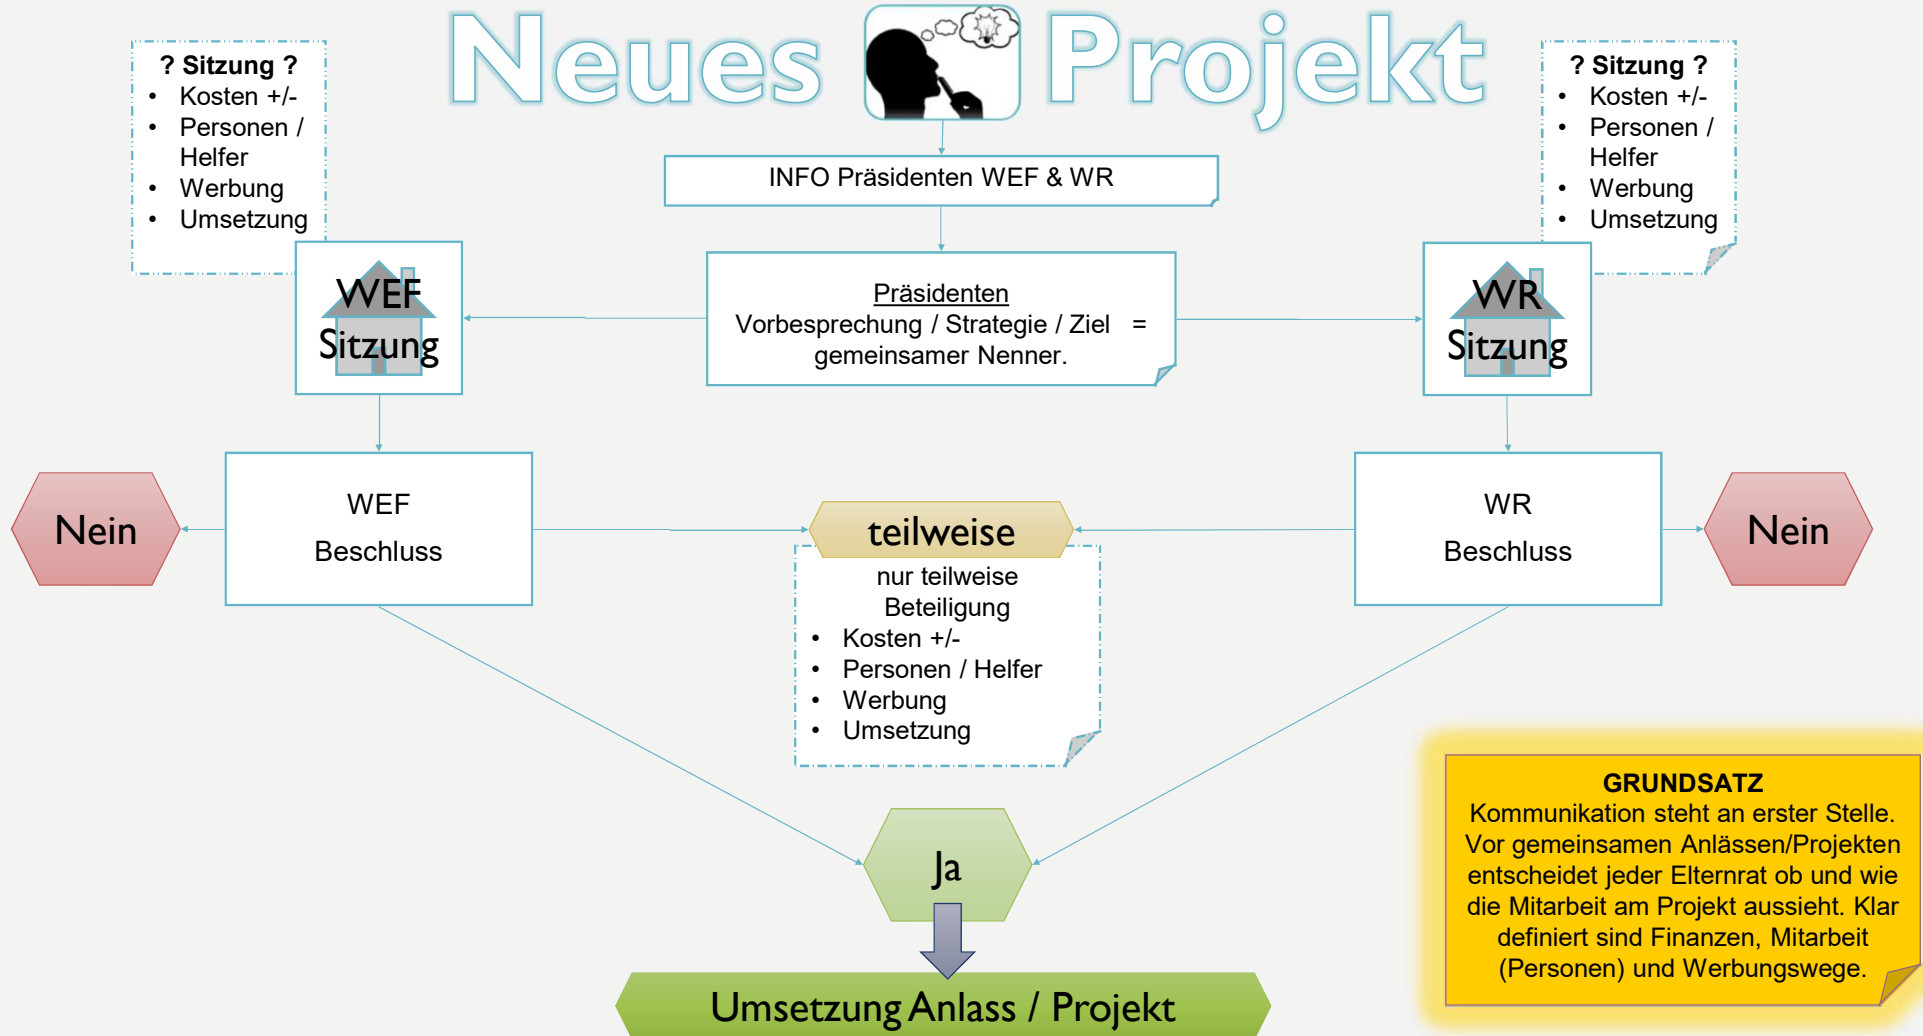 Neues Projekt
? Sitzung ?
• Kosten +/-
• Personen /
Helfer
• Werbung
• Umsetzung
? Sitzung ?
• Kosten +/-
• Personen /
Helfer
• Werbung
• Umsetzung
INFO Präsidenten WEF & WR
Präsidenten
Vorbesprechung / Strategie / Ziel =
gemeinsamer Nenner.
WEF
Sitzung
WR
Sitzung
Nein
WEF
Beschluss
teilweise
nur teilweise
Beteiligung
• Kosten +/-
• Personen / Helfer
• Werbung
• Umsetzung
WR
Beschluss
Nein
Ja
Umsetzung Anlass / Projekt
GRUNDSATZ
Kommunikation steht an erster Stelle.
Vor gemeinsamen Anlässen/Projekten
entscheidet jeder Elternrat ob und wie
die Mitarbeit am Projekt aussieht. Klar
definiert sind Finanzen, Mitarbeit
(Personen) und Werbungswege.